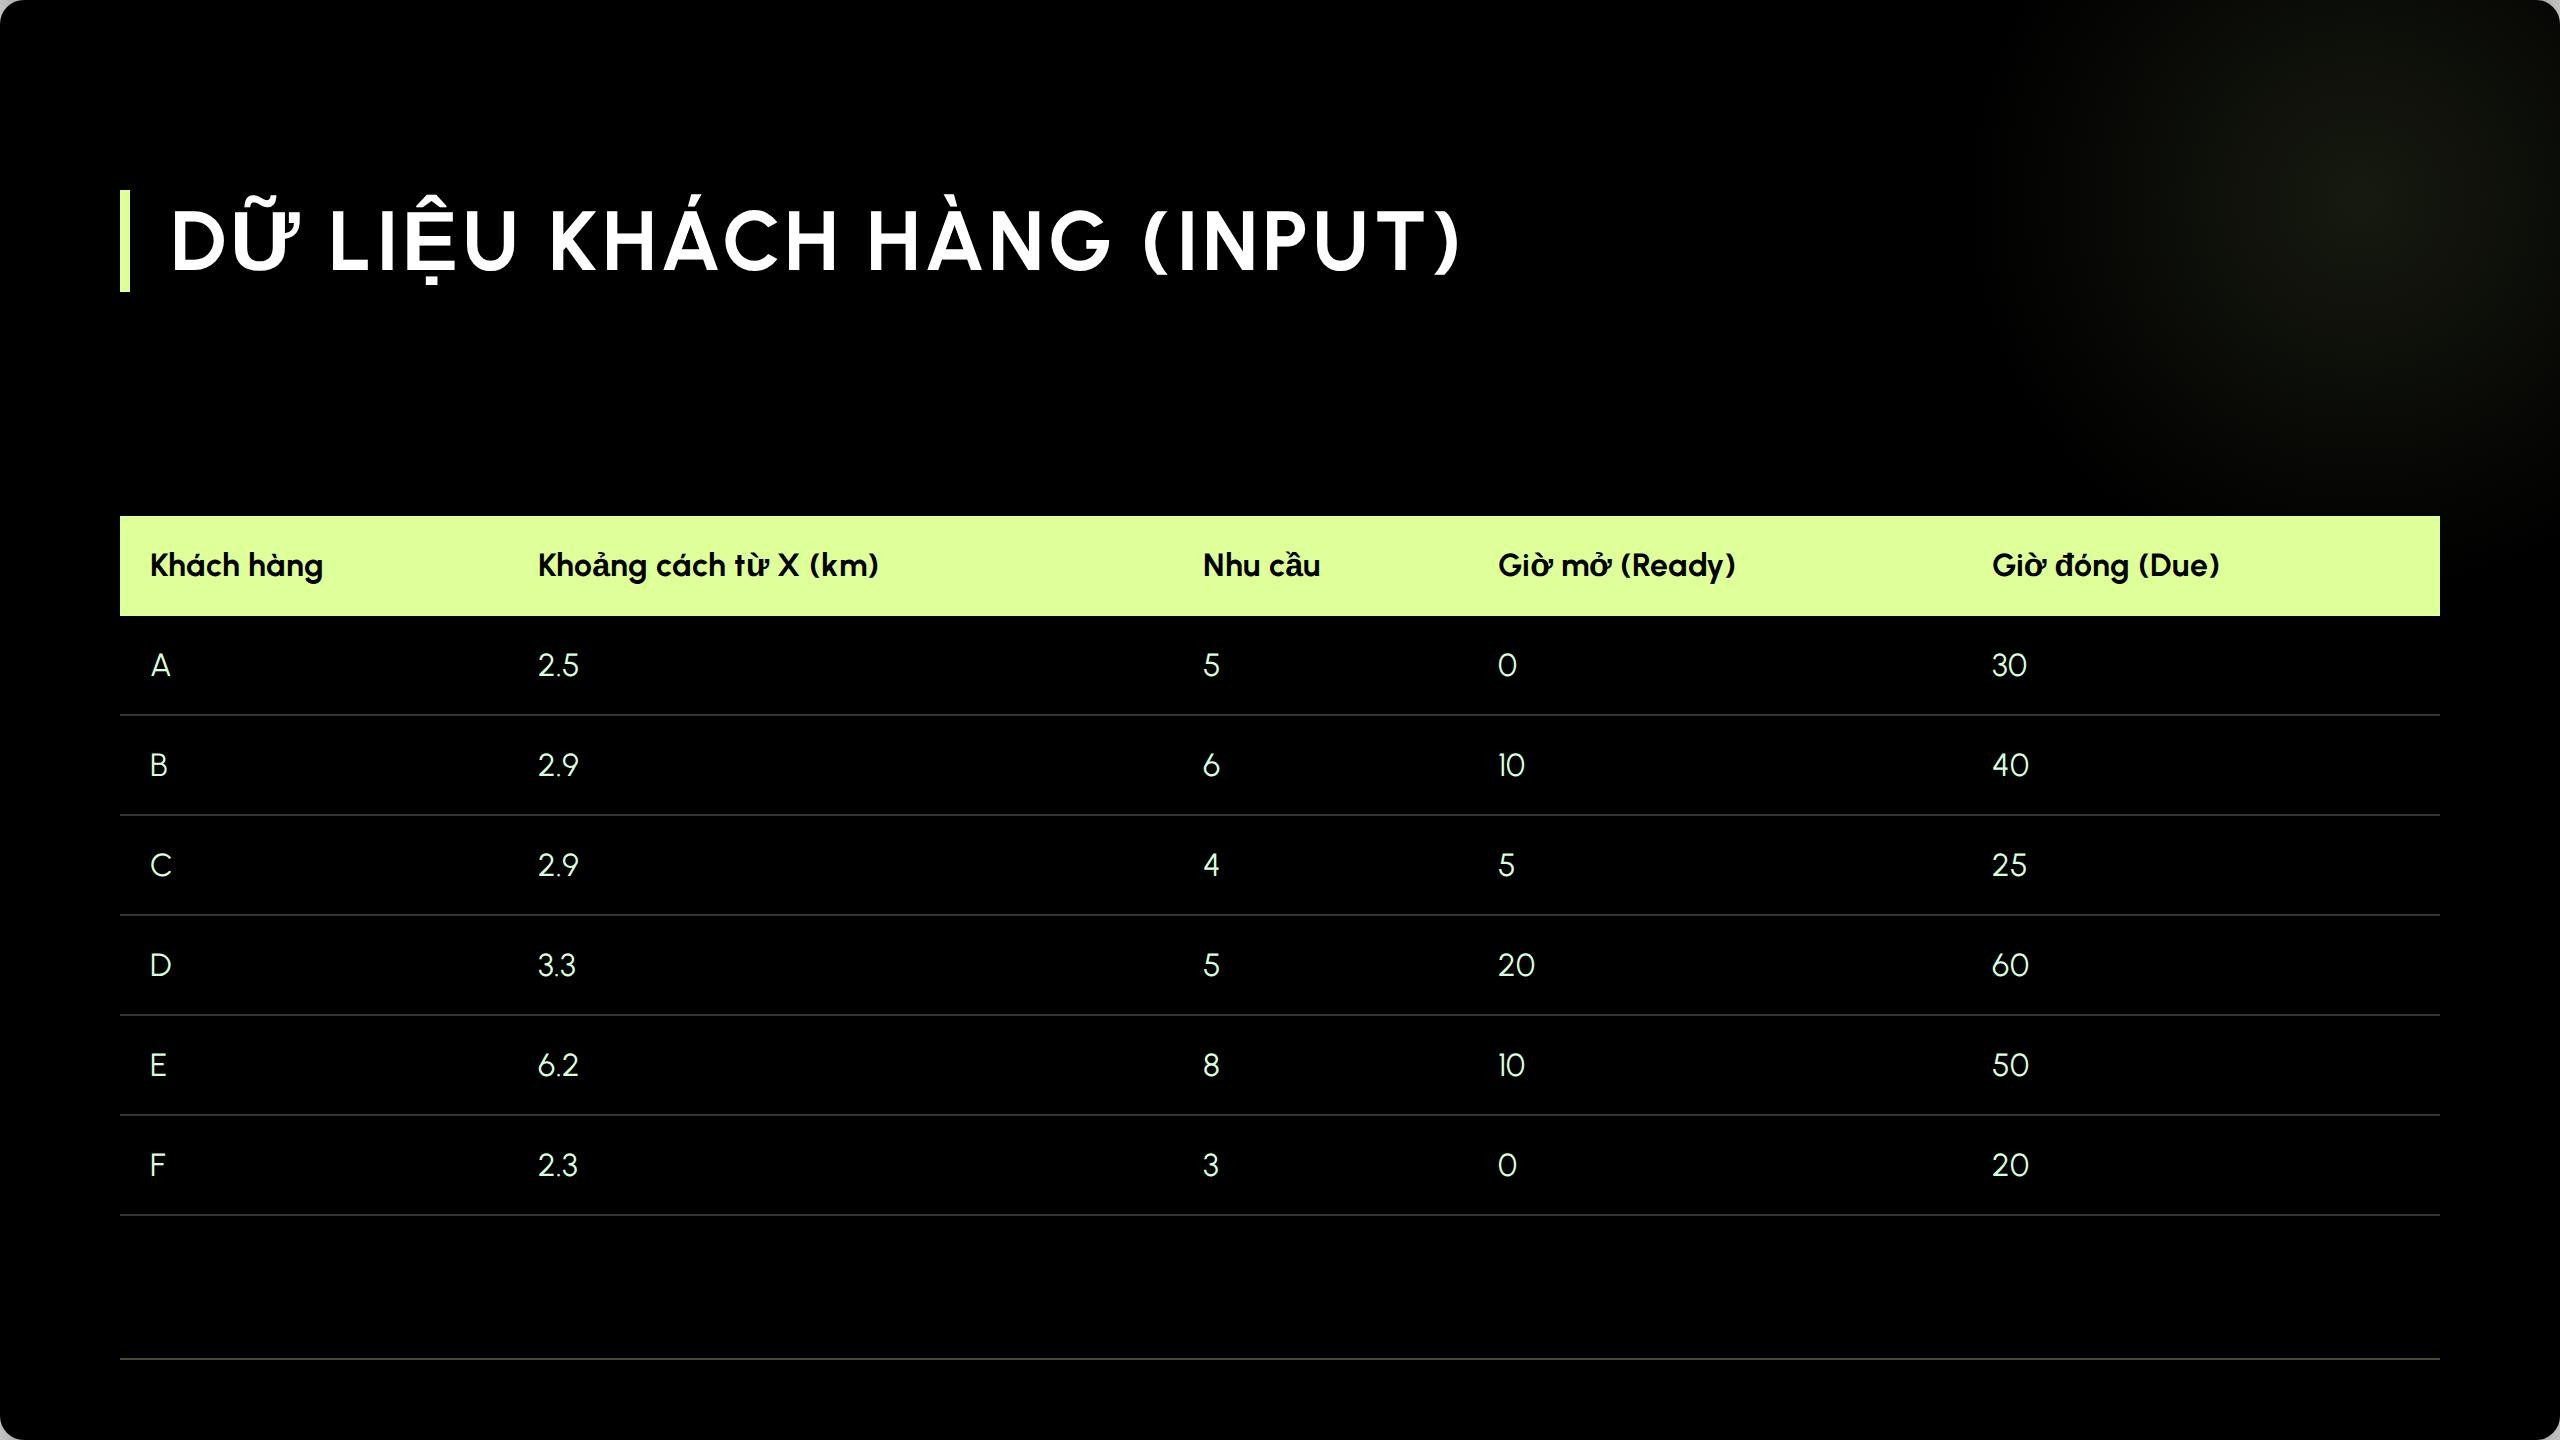 DỮ LIỆU KHÁCH HÀNG (INPUT)
Khách hàng Khoảng cách từ X (km) Nhu cầu Giờ mở (Ready) Giờ đóng (Due)
A 2.5 5 0 30
B 2.9 6 10 40
C 2.9 4 5 25
D 3.3 5 20 60
E 6.2 8 10 50
F 2.3 3 0 20